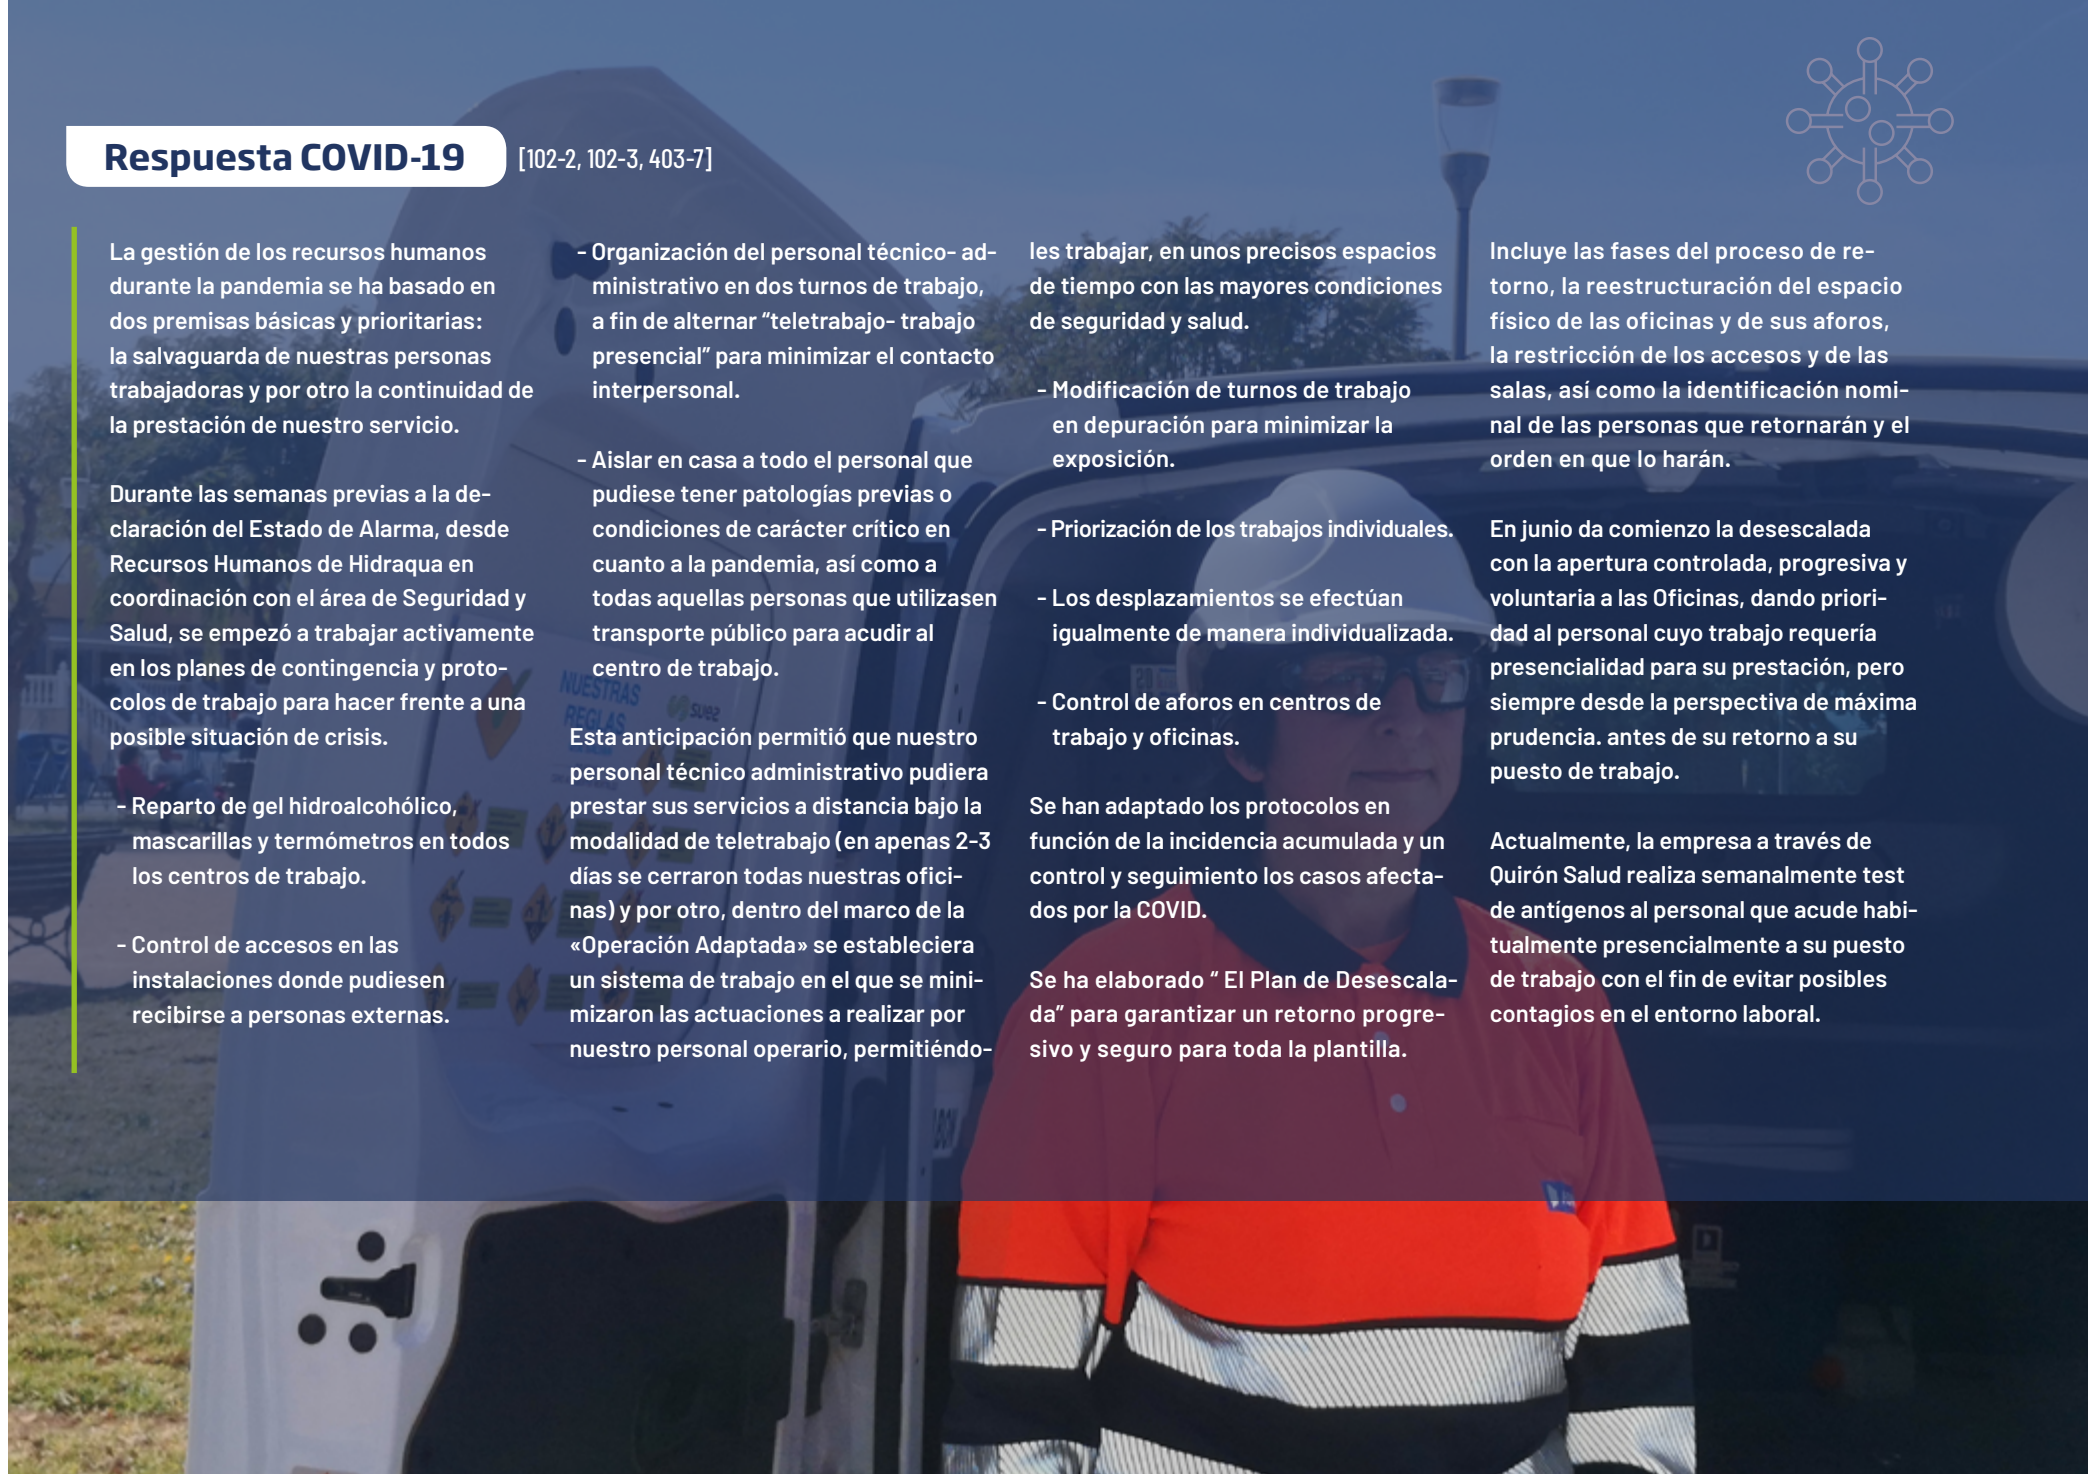 Respuesta COVID-19
[102-2, 102-3, 403-7]
La gestión de los recursos humanos
durante la pandemia se ha basado en
dos premisas básicas y prioritarias:
la salvaguarda de nuestras personas
trabajadoras y por otro la continuidad de
la prestación de nuestro servicio.
Durante las semanas previas a la de-
claración del Estado de Alarma, desde
Recursos Humanos de Hidraqua en
coordinación con el área de Seguridad y
Salud, se empezó a trabajar activamente
en los planes de contingencia y proto-
colos de trabajo para hacer frente a una
posible situación de crisis.
- Reparto de gel hidroalcohólico,
mascarillas y termómetros en todos
los centros de trabajo.
- Control de accesos en las
instalaciones donde pudiesen
recibirse a personas externas.
- Organización del personal técnico- ad-
ministrativo en dos turnos de trabajo,
a fin de alternar “teletrabajo- trabajo
presencial” para minimizar el contacto
interpersonal.
- Aislar en casa a todo el personal que
pudiese tener patologías previas o
condiciones de carácter crítico en
cuanto a la pandemia, así como a
todas aquellas personas que utilizasen
transporte público para acudir al
centro de trabajo.
Esta anticipación permitió que nuestro
personal técnico administrativo pudiera
prestar sus servicios a distancia bajo la
modalidad de teletrabajo (en apenas 2-3
días se cerraron todas nuestras ofici-
nas) y por otro, dentro del marco de la
«Operación Adaptada» se estableciera
un sistema de trabajo en el que se mini-
mizaron las actuaciones a realizar por
nuestro personal operario, permitiéndo-
les trabajar, en unos precisos espacios
de tiempo con las mayores condiciones
de seguridad y salud.
- Modificación de turnos de trabajo
en depuración para minimizar la
exposición.
- Priorización de los trabajos individuales.
- Los desplazamientos se efectúan
igualmente de manera individualizada.
- Control de aforos en centros de
trabajo y oficinas.
Se han adaptado los protocolos en
función de la incidencia acumulada y un
control y seguimiento los casos afecta-
dos por la COVID.
Se ha elaborado “ El Plan de Desescala-
da” para garantizar un retorno progre-
sivo y seguro para toda la plantilla.
Incluye las fases del proceso de re-
torno, la reestructuración del espacio
físico de las oficinas y de sus aforos,
la restricción de los accesos y de las
salas, así como la identificación nomi-
nal de las personas que retornarán y el
orden en que lo harán.
En junio da comienzo la desescalada
con la apertura controlada, progresiva y
voluntaria a las Oficinas, dando priori-
dad al personal cuyo trabajo requería
presencialidad para su prestación, pero
siempre desde la perspectiva de máxima
prudencia. antes de su retorno a su
puesto de trabajo.
Actualmente, la empresa a través de
Quirón Salud realiza semanalmente test
de antígenos al personal que acude habi-
tualmente presencialmente a su puesto
de trabajo con el fin de evitar posibles
contagios en el entorno laboral.
NUESTRAS
REGLAS
suez